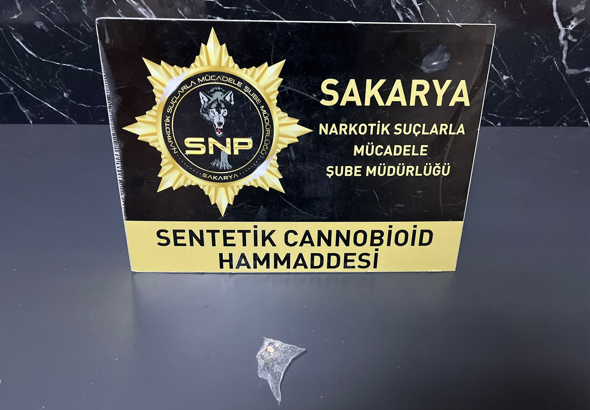 NARKOTİK SUÇLARLA MÜCADELE ŞUBE MÜDÜRLÜĞÜ
SNP
SAKARYA
SAKARYA
NARKOTİK SUÇLARLA
MÜCADELE
ŞUBE MÜDÜRLÜĞÜ
SENTETİK CANNOBİOİD
HAMMADDESİ